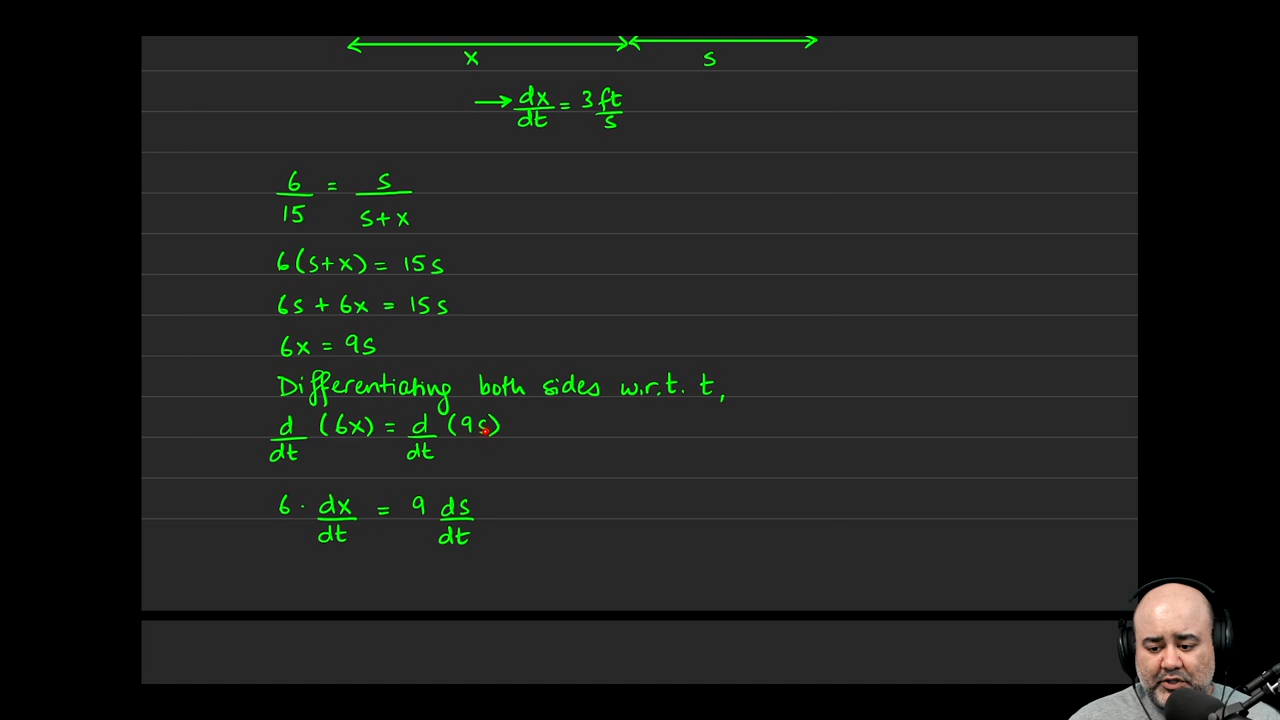 x s
→ dx/dt = 3 ft/s
6/15 = s/(s+x)
6(s+x) = 15s
6s + 6x = 15s
6x = 9s
Differentiating both sides w.r.t. t,
d/dt (6x) = d/dt (9s)
6 · dx/dt = 9 ds/dt